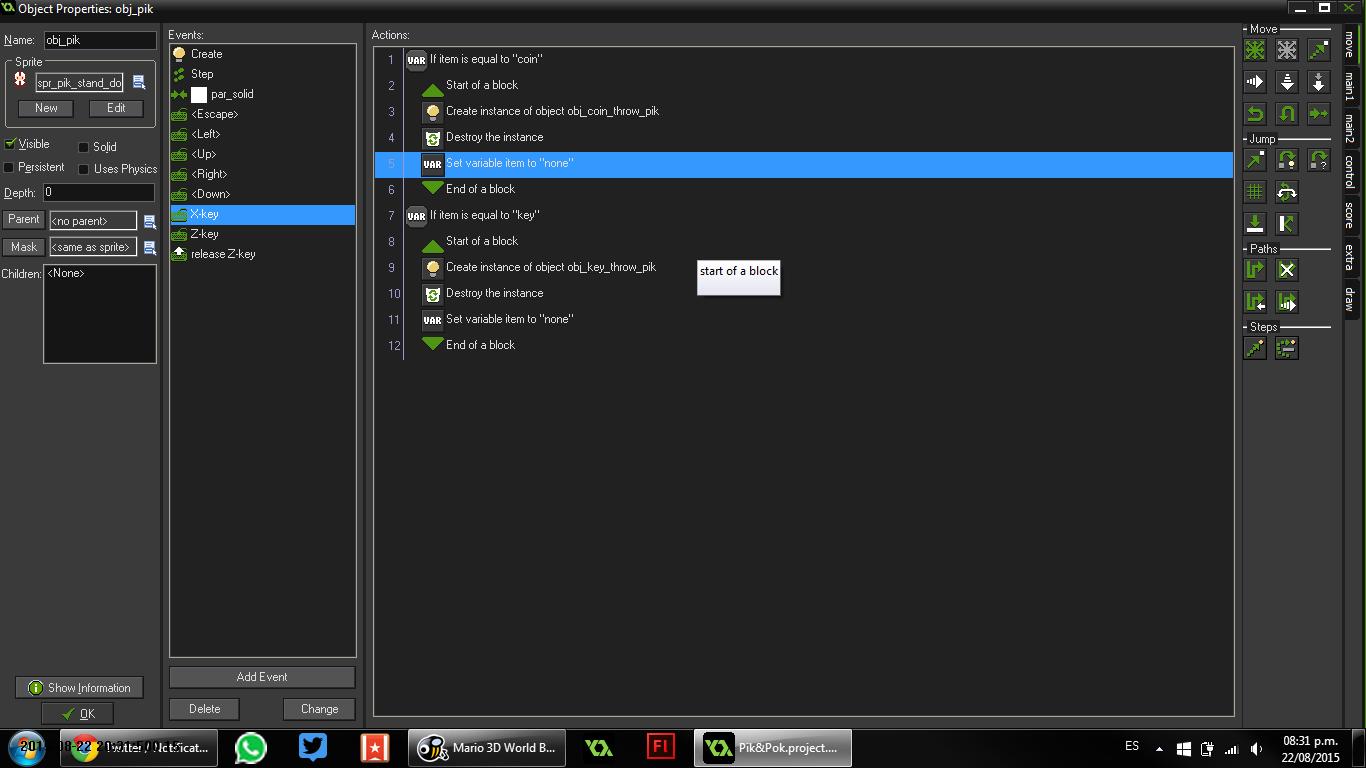 Object Properties: obj_pik
Name: obj_pik
Sprite
spr_pik_stand_do
New Edit
Visible Solid
Persistent Uses Physics
Depth: 0
Parent <no parent>
Mask <same as sprite>
Children: <None>
Show Information
OK
Events:
Create
Step
par_solid
<Escape>
<Left>
<Up>
<Right>
<Down>
X-key
Z-key
release Z-key
Add Event
Delete Change
Actions:
1 VAR If item is equal to "coin"
2 Start of a block
3 Create instance of object obj_coin_throw_pik
4 Destroy the instance
5 VAR Set variable item to "none"
6 End of a block
7 VAR If item is equal to "key"
8 Start of a block
9 Create instance of object obj_key_throw_pik
10 Destroy the instance
11 VAR Set variable item to "none"
12 End of a block
start of a block
Move
Jump
Paths
Steps
move
main1
main2
control
score
extra
draw
Mario 3D World B...
Fl
Pik&Pok.project....
ES
08:31 p.m.
22/08/2015